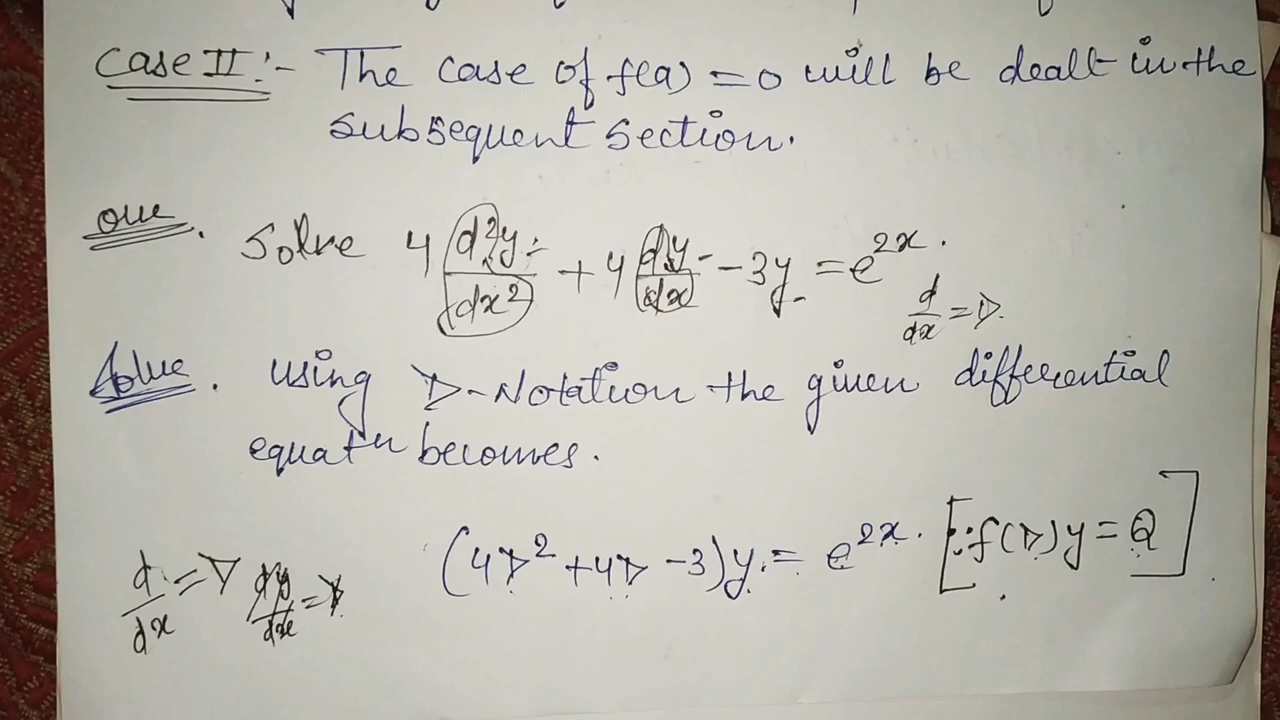 Case II :- The case of f(a) = 0 will be dealt in the
subsequent section.
Que. Solve 4 d²y/dx² + 4 dy/dx - 3y = e^2x.
d/dx = D.
Solve. using D-Notation the given differential
equatn becomes.
(4D² + 4D - 3)y = e^2x. [∵ f(D)y = Q]
d/dx = D